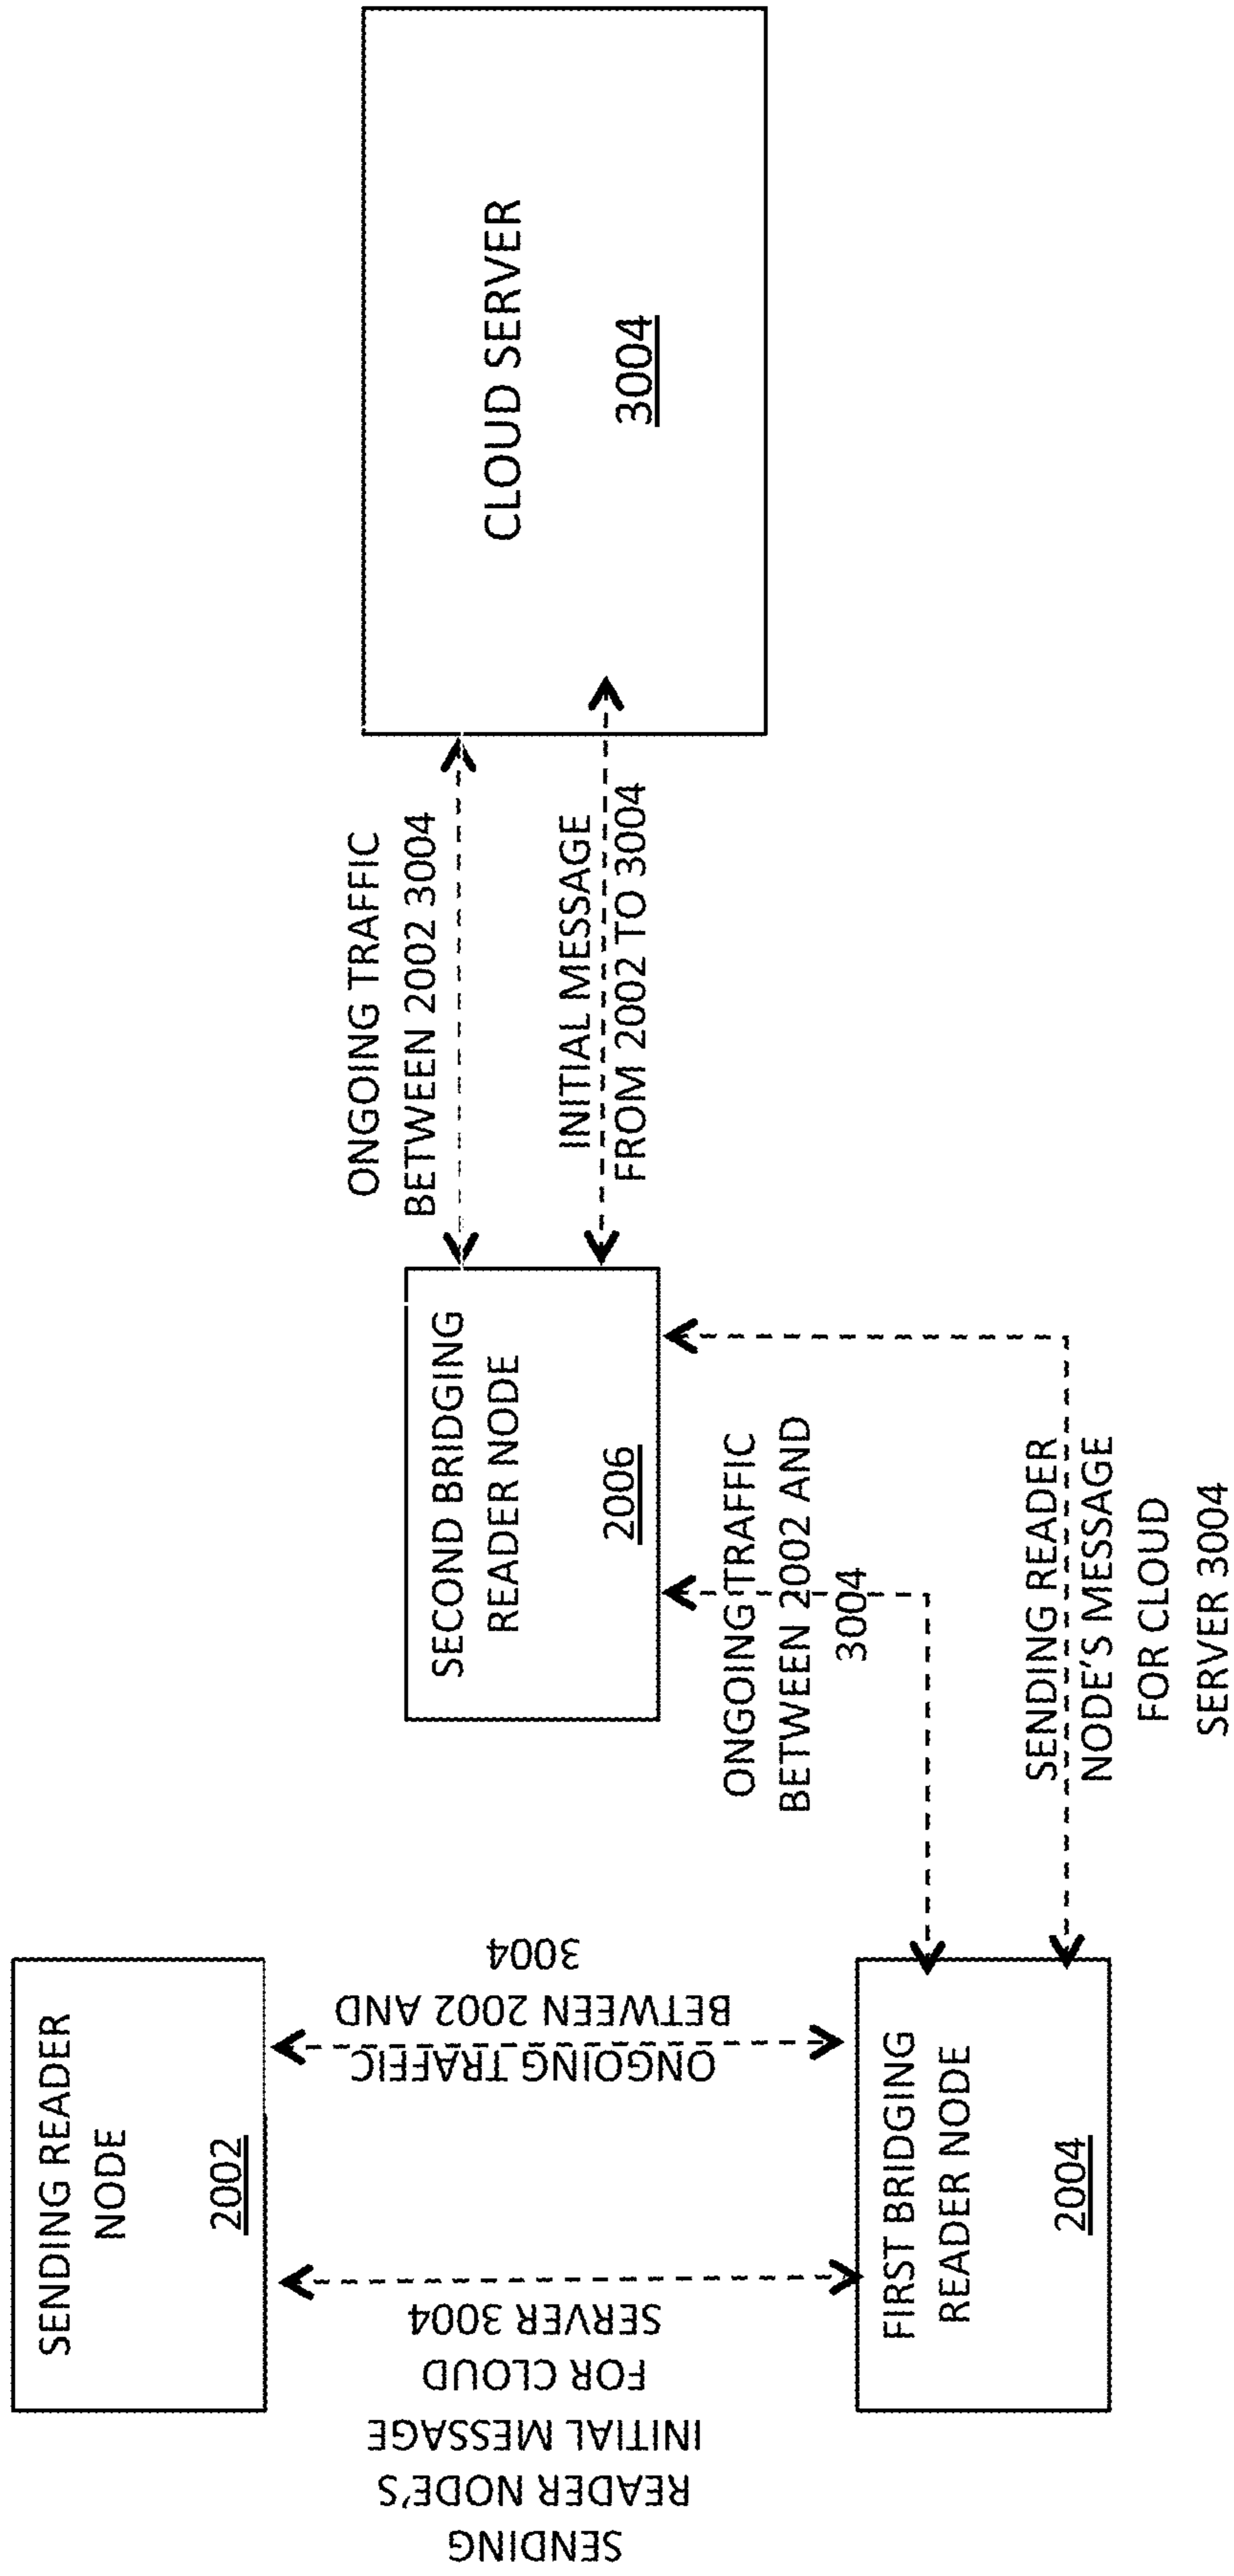 SENDING READER
NODE
2002
SENDING
READER NODE'S
INITIAL MESSAGE
FOR CLOUD
SERVER 3004
ONGOING TRAFFIC
BETWEEN 2002 AND
3004
FIRST BRIDGING
READER NODE
2004
SECOND BRIDGING
READER NODE
2006
ONGOING TRAFFIC
BETWEEN 2002 AND
3004
SENDING READER
NODE'S MESSAGE
FOR CLOUD
SERVER 3004
ONGOING TRAFFIC
BETWEEN 2002 3004
INITIAL MESSAGE
FROM 2002 TO 3004
CLOUD SERVER
3004